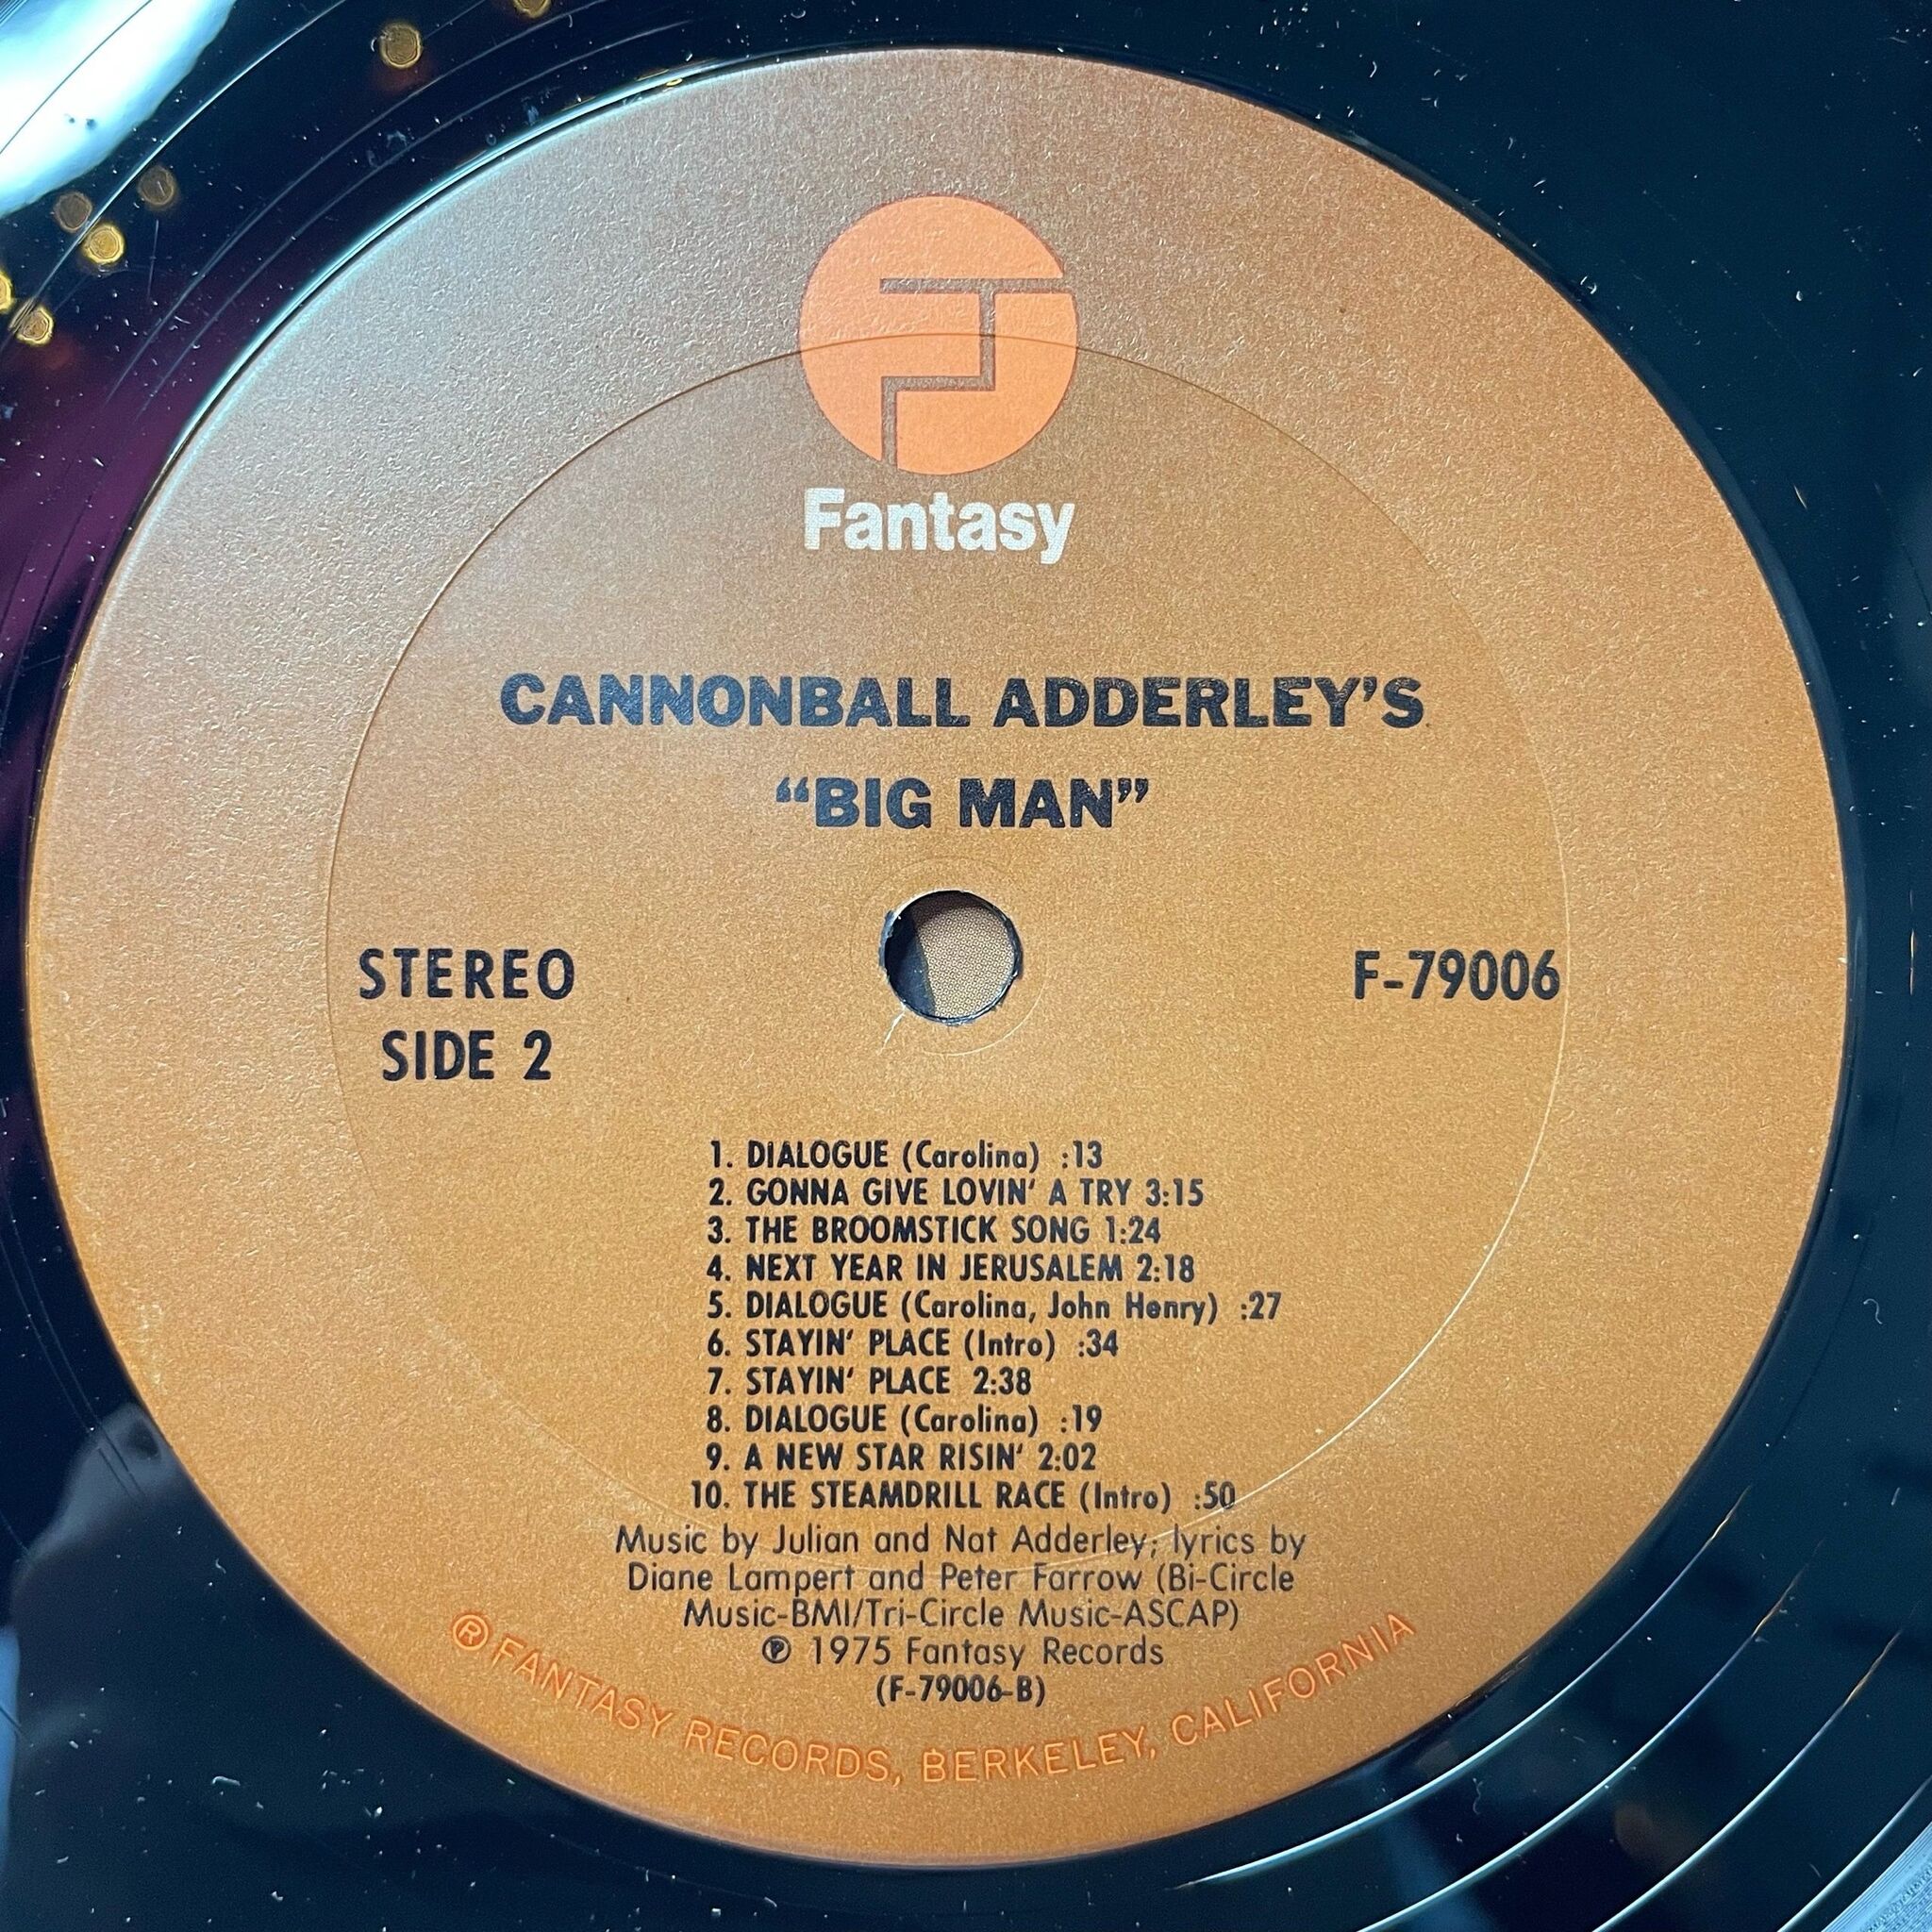 Fantasy
CANNONBALL ADDERLEY'S
“BIG MAN”
STEREO
SIDE 2
F-79006
1. DIALOGUE (Carolina) :13
2. GONNA GIVE LOVIN' A TRY 3:15
3. THE BROOMSTICK SONG 1:24
4. NEXT YEAR IN JERUSALEM 2:18
5. DIALOGUE (Carolina, John Henry) :27
6. STAYIN' PLACE (Intro) :34
7. STAYIN' PLACE 2:38
8. DIALOGUE (Carolina) :19
9. A NEW STAR RISIN' 2:02
10. THE STEAMDRILL RACE (Intro) :50
Music by Julian and Nat Adderley; lyrics by
Diane Lampert and Peter Farrow (Bi-Circle
Music-BMI/Tri-Circle Music-ASCAP)
℗ 1975 Fantasy Records
(F-79006-B)
® FANTASY RECORDS, BERKELEY, CALIFORNIA